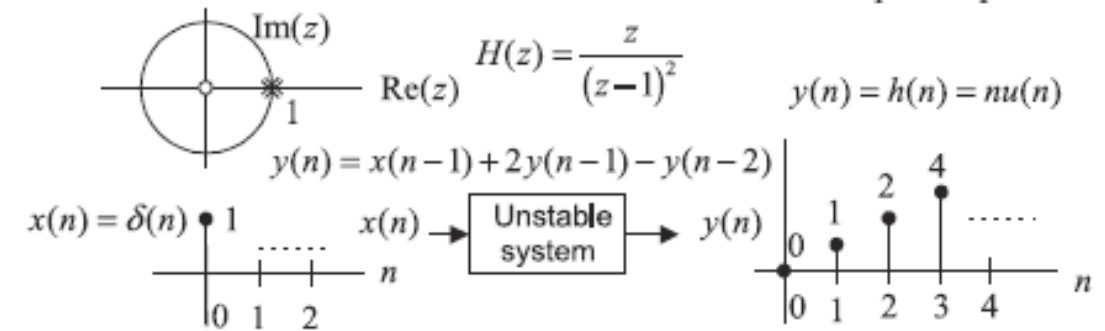 Im(z)
H(z) = z/(z−1)²
Re(z)
1
y(n) = h(n) = nu(n)
y(n) = x(n−1) + 2y(n−1) − y(n−2)
x(n) = δ(n) 1
x(n) Unstable system y(n)
0 1 2 4
n
0 1 2
0 1 2 3 4
n